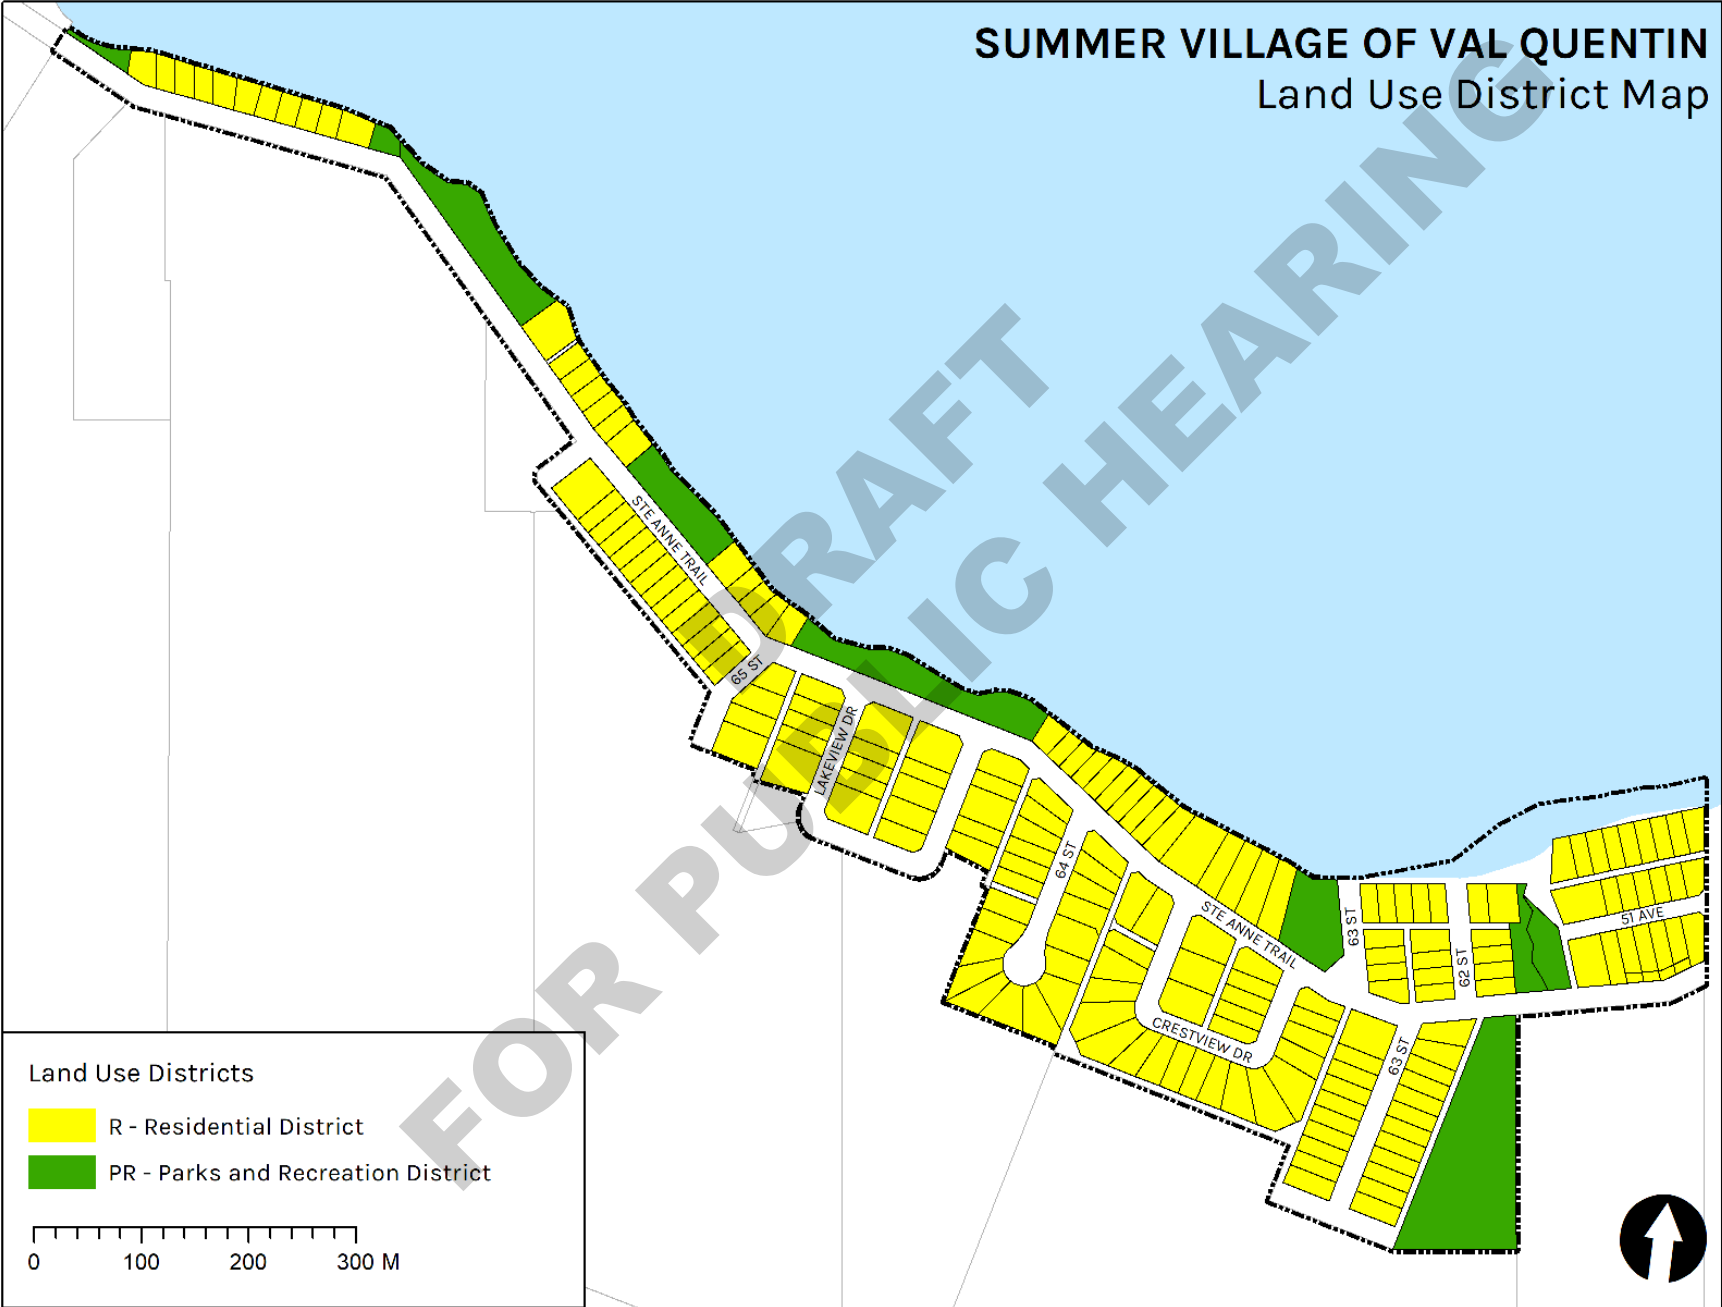 SUMMER VILLAGE OF VAL QUENTIN
Land Use District Map
DRAFT
FOR PUBLIC HEARING
STE ANNE TRAIL
65 ST
LAKEVIEW DR
64 ST
STE ANNE TRAIL
63 ST
62 ST
51 AVE
CRESTVIEW DR
63 ST
Land Use Districts
R - Residential District
PR - Parks and Recreation District
0 100 200 300 M